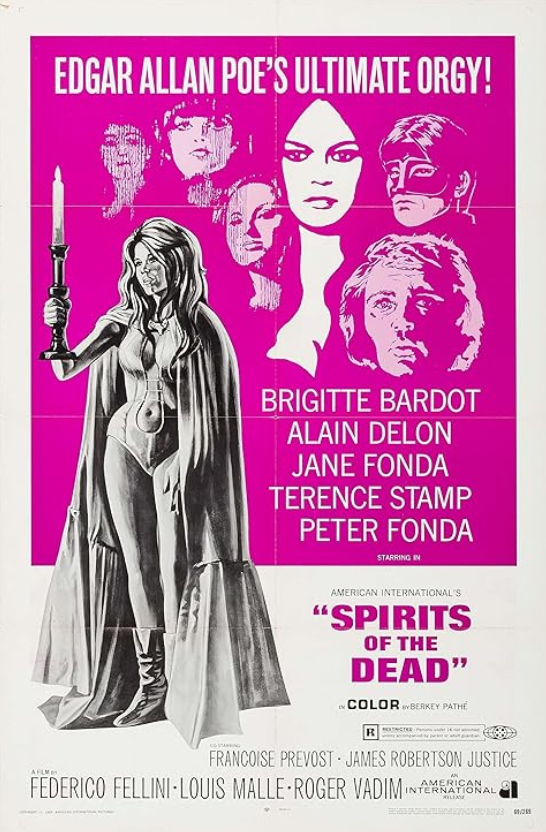 EDGAR ALLAN POE'S ULTIMATE ORGY!
BRIGITTE BARDOT
ALAIN DELON
JANE FONDA
TERENCE STAMP
PETER FONDA
STARRING IN
AMERICAN INTERNATIONAL'S
"SPIRITS
OF THE
DEAD"
IN COLOR BY BERKEY PATHÉ
R RESTRICTED
CO-STARRING
FRANCOISE PREVOST · JAMES ROBERTSON JUSTICE
A FILM BY
FEDERICO FELLINI · LOUIS MALLE · ROGER VADIM
AN
AMERICAN
INTERNATIONAL
RELEASE
69/269